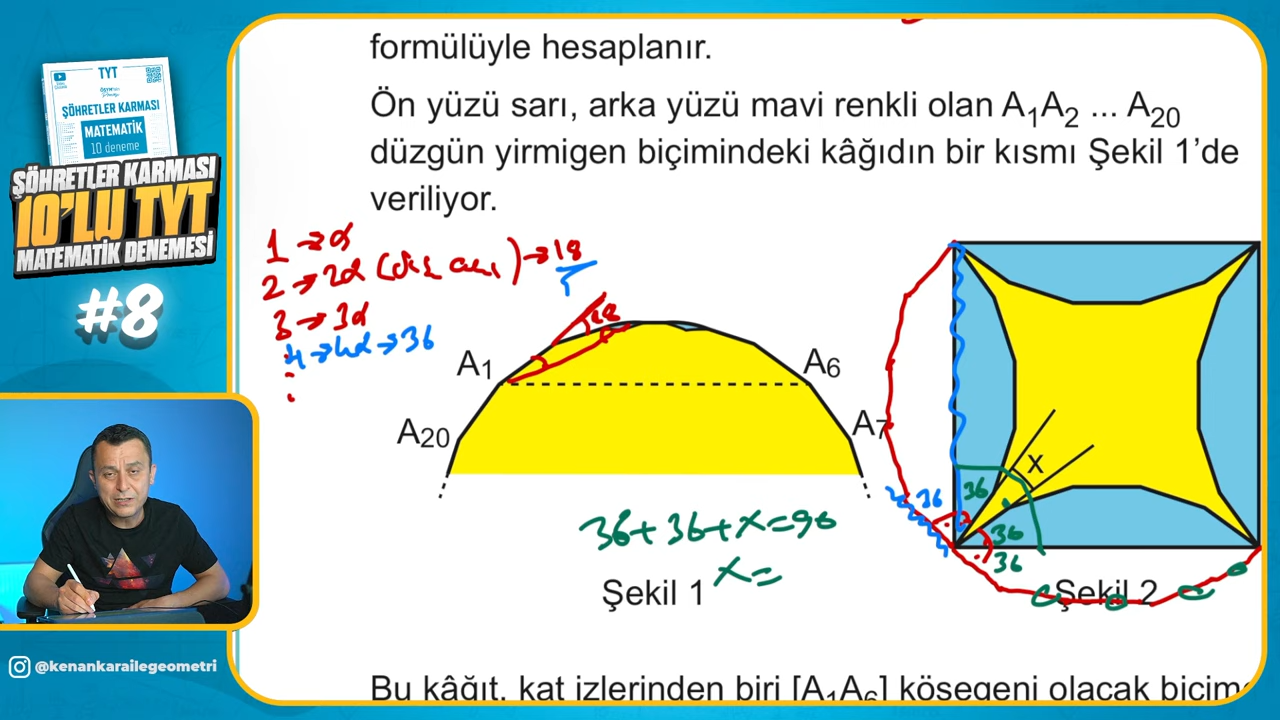 TYT
ŞÖHRETLER KARMASI
MATEMATİK
10 deneme
ŞÖHRETLER KARMASI
10'LU TYT
MATEMATİK DENEMESİ
#8
@kenankarailegeometri
formülüyle hesaplanır.
Ön yüzü sarı, arka yüzü mavi renkli olan A₁A₂ ... A₂₀
düzgün yirmigen biçimindeki kâğıdın bir kısmı Şekil 1'de
veriliyor.
1 → α
2 → 2α (dış açı) → 18
3 → 3α
4 → 4α → 36
18
A₁
A₆
A₂₀
A₇
x
36
36
36
36
36+36+x=90
x=
Şekil 1
Şekil 2
Bu kâğıt, kat izlerinden biri [A₁A₆] köşegeni olacak biçimde